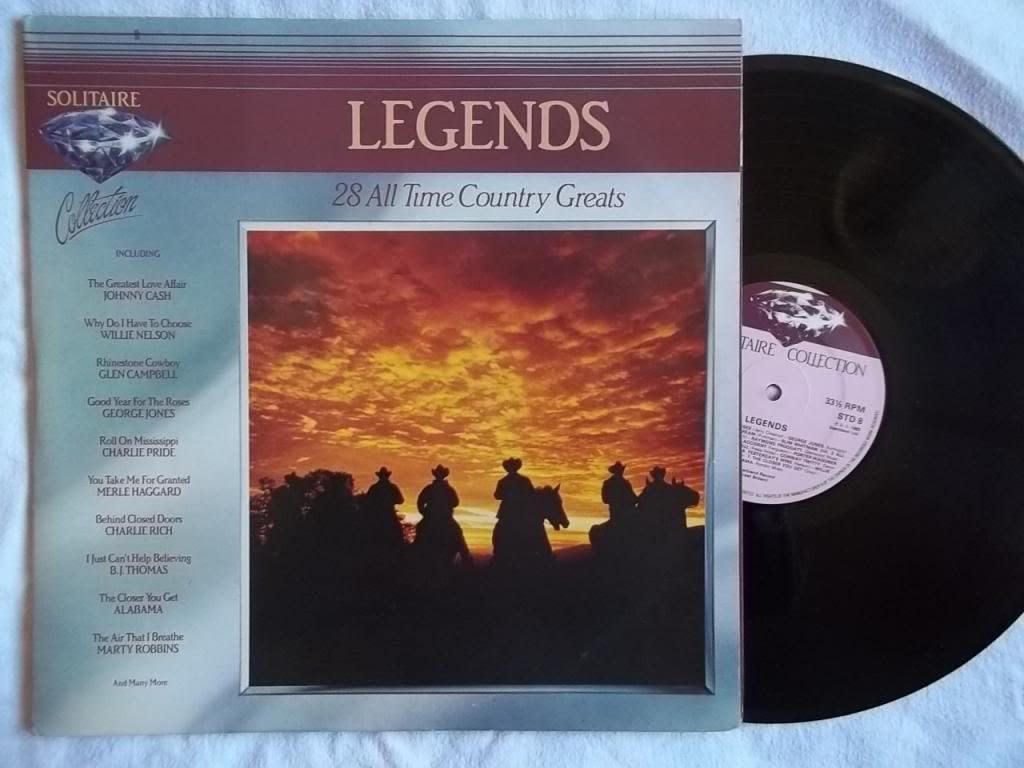 SOLITAIRE
LEGENDS
Collection
28 All Time Country Greats
INCLUDING
The Greatest Love Affair
JOHNNY CASH
Why Do I Have To Choose
WILLIE NELSON
Rhinestone Cowboy
GLEN CAMPBELL
Good Year For The Roses
GEORGE JONES
Roll On Mississippi
CHARLIE PRIDE
You Take Me For Granted
MERLE HAGGARD
Behind Closed Doors
CHARLIE RICH
I Just Can't Help Believing
B.J. THOMAS
The Closer You Get
ALABAMA
The Air That I Breathe
MARTY ROBBINS
And Many More
TAIRE COLLECTION
33⅓ RPM
STD 8
LEGENDS